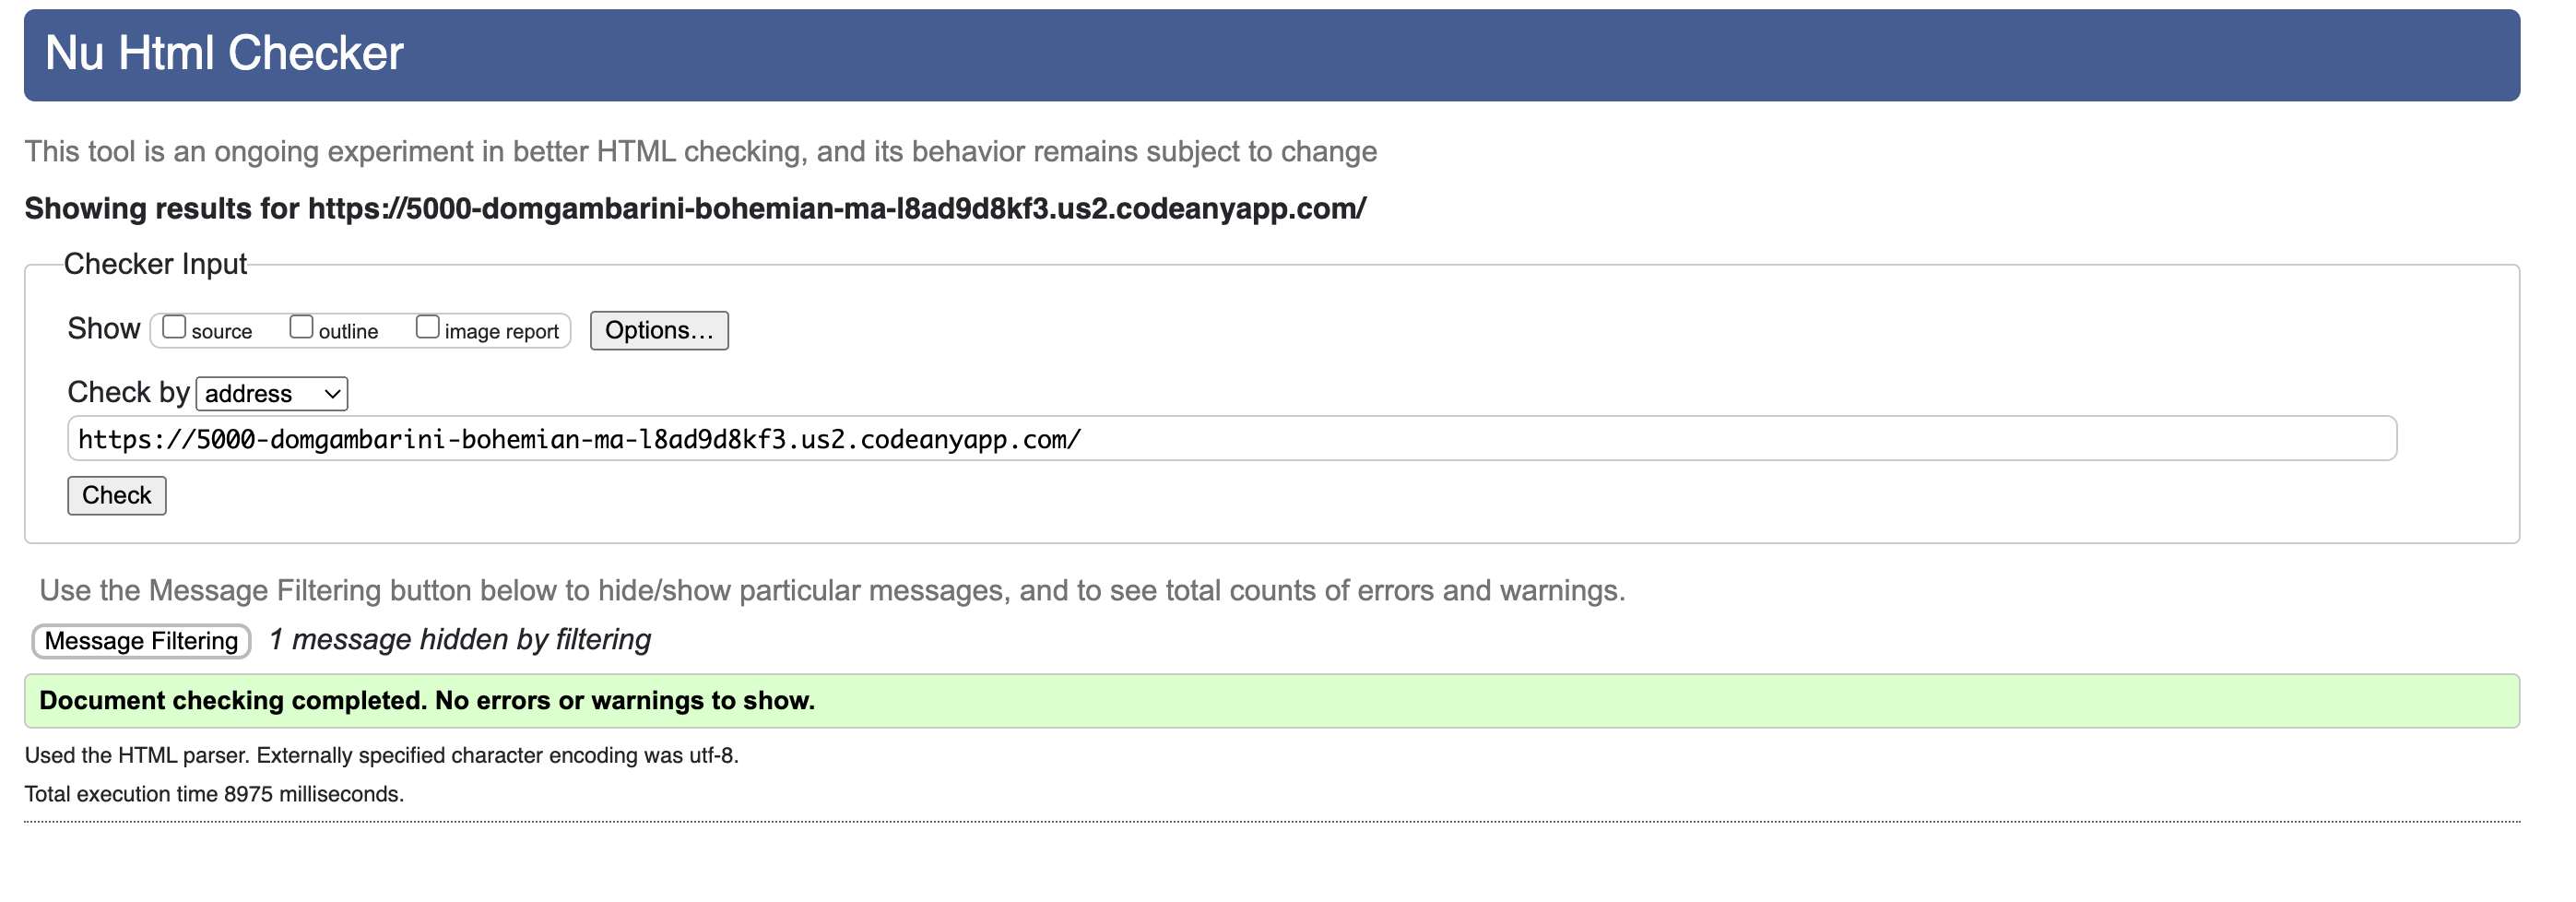 Nu Html Checker
This tool is an ongoing experiment in better HTML checking, and its behavior remains subject to change
Showing results for https://5000-domgambarini-bohemian-ma-l8ad9d8kf3.us2.codeanyapp.com/
Checker Input
Show source outline image report Options...
Check by address
https://5000-domgambarini-bohemian-ma-l8ad9d8kf3.us2.codeanyapp.com/
Check
Use the Message Filtering button below to hide/show particular messages, and to see total counts of errors and warnings.
Message Filtering 1 message hidden by filtering
Document checking completed. No errors or warnings to show.
Used the HTML parser. Externally specified character encoding was utf-8.
Total execution time 8975 milliseconds.